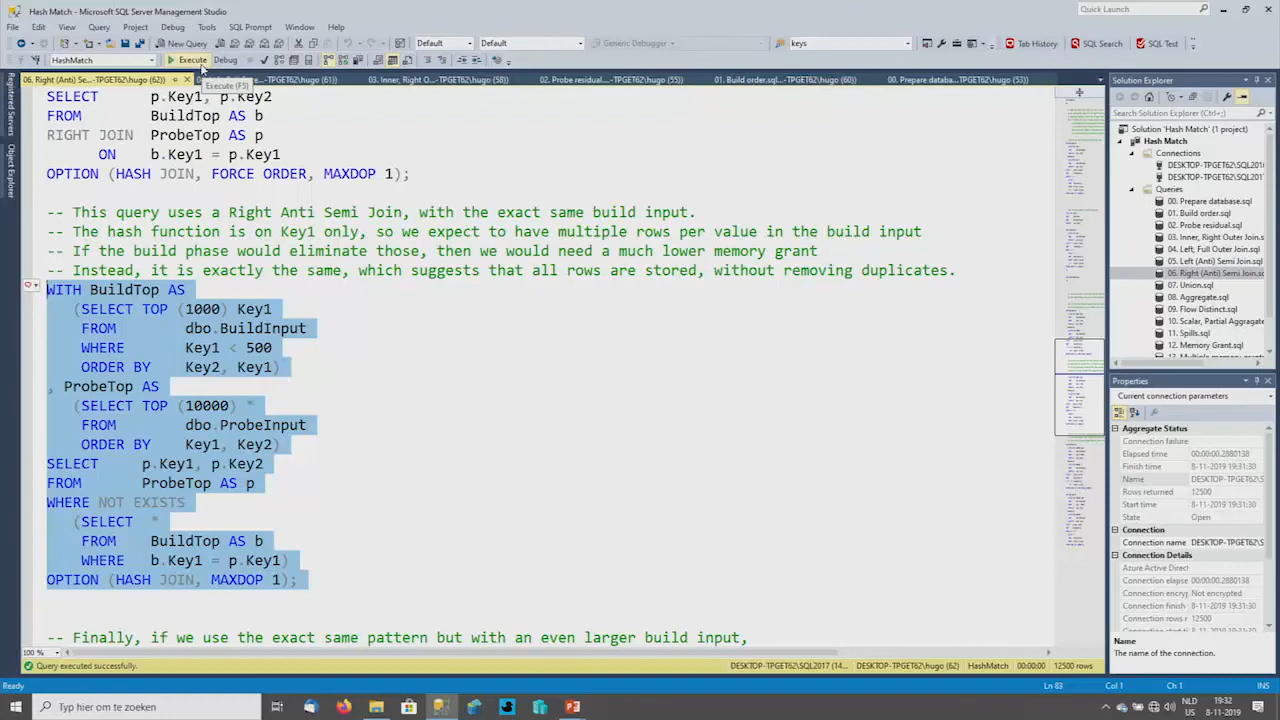 Hash Match - Microsoft SQL Server Management Studio
Quick Launch
File Edit View Query Project Debug Tools SQL Prompt Window Help
New Query Default Default Generic Debugger keys Tab History SQL Search SQL Test
HashMatch Execute Debug
06. Right (Anti) Se...-TPGET62\hugo (62)) (61)) 03. Inner, Right O...-TPGET62\hugo (68)) 02. Probe residual....-TPGET62\hugo (55)) 01. Build order.sql...-TPGET62\hugo (60)) 00. Prepare databa...-TPGET62\hugo (53))
Execute (F5)
SELECT p.Key1, p.Key2
FROM BuildTop AS b
RIGHT JOIN ProbeTop AS p
ON b.Key1 = p.Key1
OPTION (HASH JOIN, FORCE ORDER, MAXDOP 1);
-- This query uses a Right Anti Semi Join, with the exact same build input.
-- The hash function is on Key1 only, so we expect to have multiple rows per value in the build input
-- If the build phase would eliminate those, then we would need a much lower memory grant
-- Instead, it is exactly the same, which suggests that all rows are stored, without removing duplicates.
WITH BuildTop AS
(SELECT TOP (1000) Key1
FROM dbo.BuildInput
WHERE Key1 < 500
ORDER BY Key2, Key1)
, ProbeTop AS
(SELECT TOP (10000) *
FROM dbo.ProbeInput
ORDER BY Key1, Key2)
SELECT p.Key1, p.Key2
FROM ProbeTop AS p
WHERE NOT EXISTS
(SELECT *
FROM BuildTop AS b
WHERE b.Key1 = p.Key1)
OPTION (HASH JOIN, MAXDOP 1);
-- Finally, if we use the exact same pattern but with an even larger build input,
100 %
Query executed successfully. DESKTOP-TPGET62\SQL2017 (14... DESKTOP-TPGET62\hugo (62) HashMatch 00:00:00 12500 rows
Registered Servers
Object Explorer
Solution Explorer
Search Solution Explorer (Ctrl+;)
Solution 'Hash Match' (1 project)
Hash Match
Connections
DESKTOP-TPGET62\SQL201
DESKTOP-TPGET62\SQL201
Queries
00. Prepare database.sql
01. Build order.sql
02. Probe residual.sql
03. Inner, Right Outer Join.
04. Left, Full Outer Join.sql
05. Left (Anti) Semi Join.sql
06. Right (Anti) Semi Join.s
07. Union.sql
08. Aggregate.sql
09. Flow Distinct.sql
10. Scalar, Partial Aggregate
11. Spills.sql
12. Memory Grant.sql
Properties
Current connection parameters
Aggregate Status
Connection failure
Elapsed time 00:00:00.2880138
Finish time 8-11-2019 19:31:30
Name DESKTOP-TPGET62\S
Rows returned 12500
Start time 8-11-2019 19:31:30
State Open
Connection
Connection name DESKTOP-TPGET62\S
Connection Details
Azure Active Direct
Connection elapse 00:00:00.2880138
Connection encryp Not encrypted
Connection finish 8-11-2019 19:31:30
Connection rows r 12500
Connection start ti 8-11-2019 19:31:30
Name
The name of the connection.
Ready Ln 83 Col 1 Ch 1 INS
Typ hier om te zoeken
NLD 19:32
US 8-11-2019